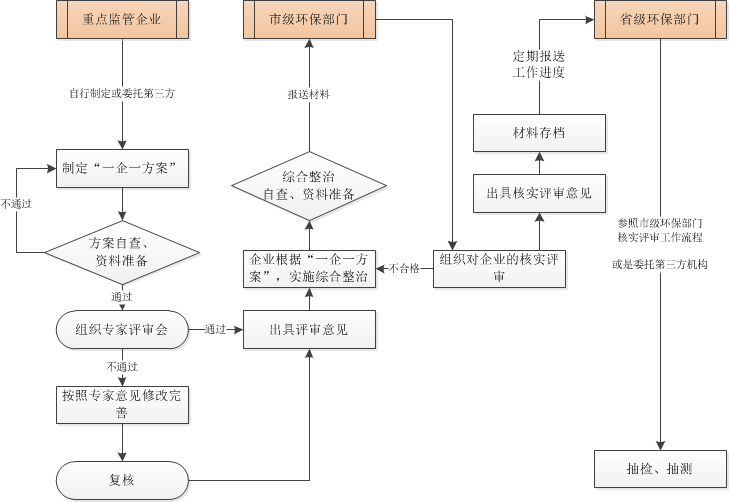 重点监管企业
市级环保部门
省级环保部门
自行制定或委托第三方
制定“一企一方案”
不通过
方案自查、
资料准备
通过
组织专家评审会
通过
不通过
按照专家意见修改完
善
复核
报送材料
综合整治
自查、资料准备
企业根据“一企一方
案”，实施综合整治
出具评审意见
不合格
组织对企业的核实评
审
出具核实评审意见
材料存档
定期报送
工作进度
参照市级环保部门
核实评审工作流程
或是委托第三方机构
抽检、抽测